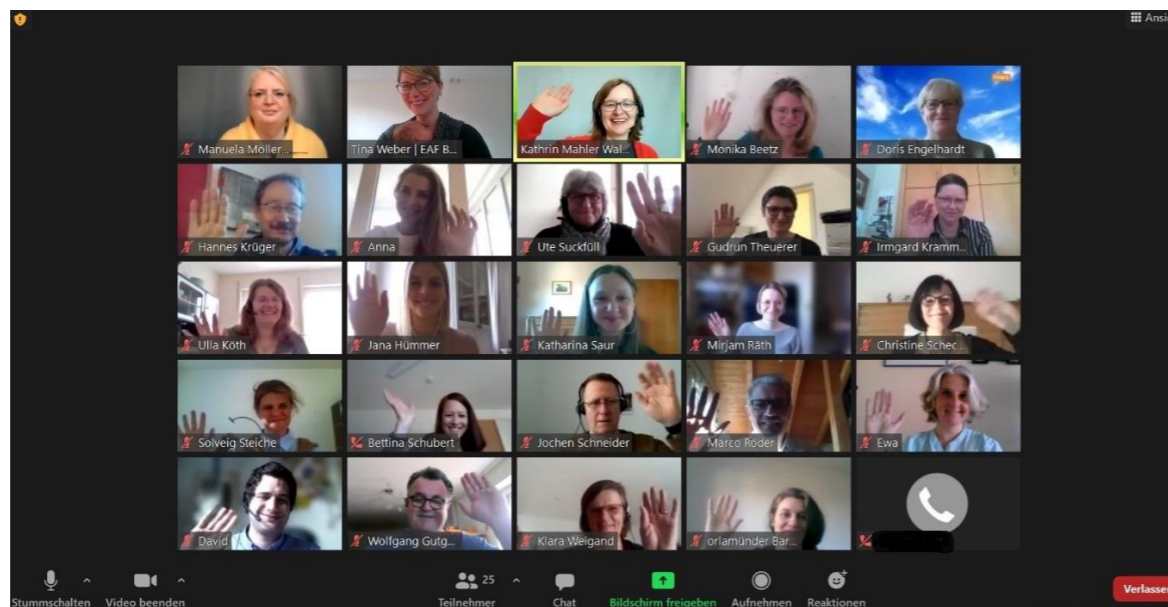 Ansi
Manuela Möller...
Tina Weber | EAF B...
Kathrin Mahler Wal...
Monika Beetz
Doris Engelhardt
Hannes Krüger
Anna
Ute Suckfüll
Gudrun Theuerer
Irmgard Kramm...
Ulla Köth
Jana Hümmer
Katharina Saur
Mirjam Räth
Christine Schec...
Solveig Steiche
Bettina Schubert
Jochen Schneider
Marco Röder
Ewa
David
Wolfgang Gutg...
Klara Weigand
orlamünder Bar...
25
Stummschalten
Video beenden
Teilnehmer
Chat
Bildschirm freigeben
Aufnehmen
Reaktionen
Verlasse